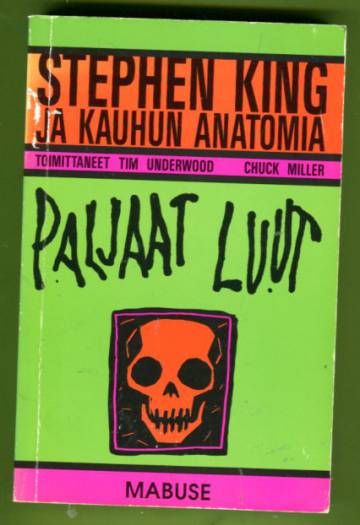 STEPHEN KING
JA KAUHUN ANATOMIA
TOIMITTANEET TIM UNDERWOOD CHUCK MILLER
PALJAAT LUUT
MABUSE